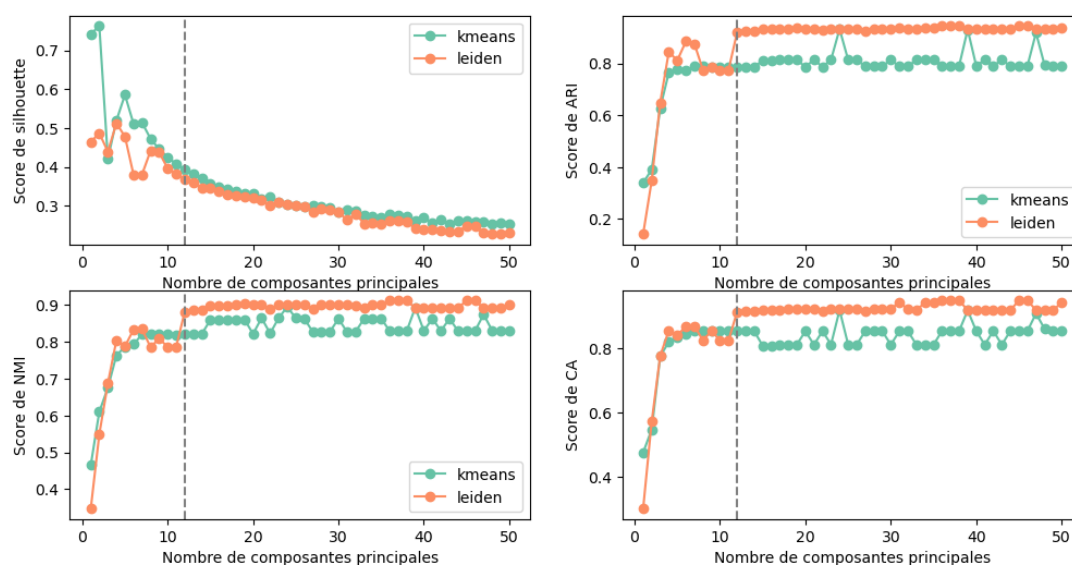 Score de silhouette
0.7
0.6
0.5
0.4
0.3
kmeans
leiden
0 10 20 30 40 50
Nombre de composantes principales
Score de ARI
0.8
0.6
0.4
0.2
kmeans
leiden
0 10 20 30 40 50
Nombre de composantes principales
Score de NMI
0.9
0.8
0.7
0.6
0.5
0.4
kmeans
leiden
0 10 20 30 40 50
Nombre de composantes principales
Score de CA
0.8
0.6
0.4
0 10 20 30 40 50
Nombre de composantes principales